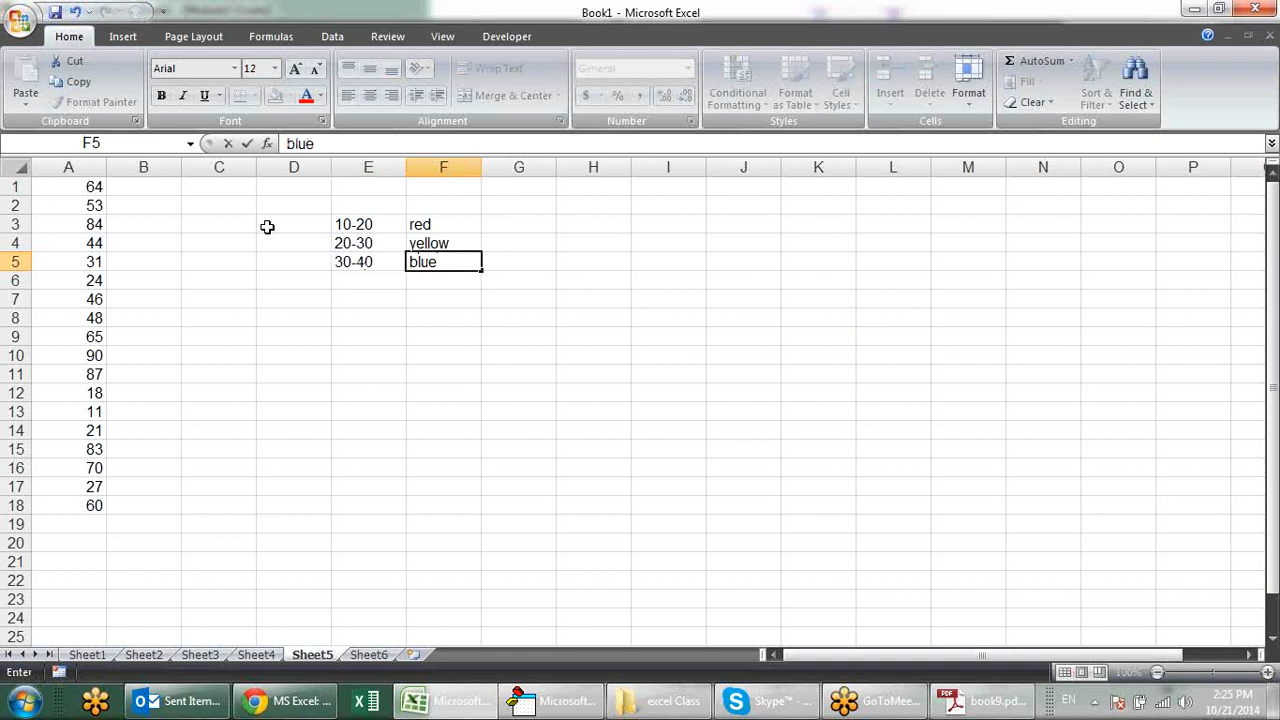 Book1 - Microsoft Excel
Home Insert Page Layout Formulas Data Review View Developer
Paste
Cut
Copy
Format Painter
Clipboard
Arial 12
B I U
Font
Wrap Text
Merge & Center
Alignment
General
$ % ,
Number
Conditional Formatting
Format as Table
Cell Styles
Styles
Insert Delete Format
Cells
Σ AutoSum
Fill
Clear
Sort & Filter
Find & Select
Editing
F5 fx blue
A B C D E F G H I J K L M N O P
1 64
2 53
3 84 10-20 red
4 44 20-30 yellow
5 31 30-40 blue
6 24
7 46
8 48
9 65
10 90
11 87
12 18
13 11
14 21
15 83
16 70
17 27
18 60
19
20
21
22
23
24
25
Sheet1 Sheet2 Sheet3 Sheet4 Sheet5 Sheet6
Enter 100%
Sent Item... MS Excel: ... Microsoft... Microsoft... excel Class Skype™ -... GoToMee... book9.pd... EN 2:25 PM
10/21/2014